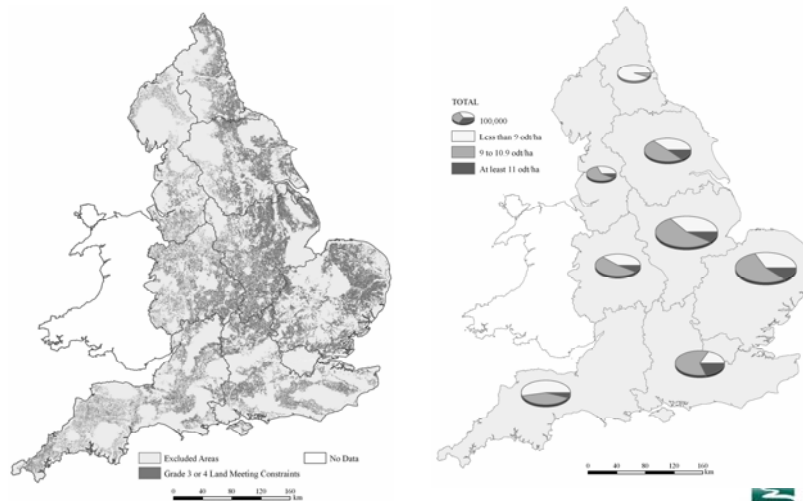 Excluded Areas
No Data
Grade 3 or 4 Land Meeting Constraints
0 40 80 120 160
km
TOTAL
100,000
Less than 9 odt/ha
9 to 10.9 odt/ha
At least 11 odt/ha
0 40 80 120 160
km